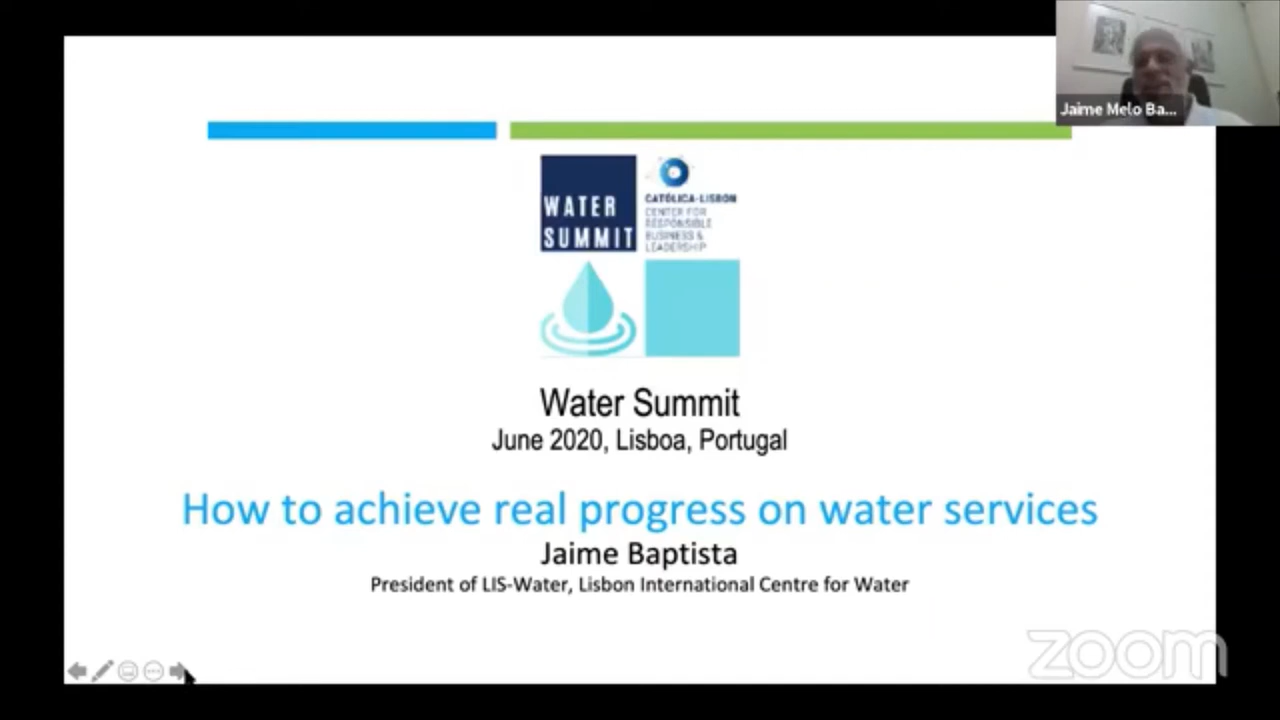 Jaime Melo Ba...
WATER
SUMMIT
CATÓLICA-LISBON
CENTER FOR
RESPONSIBLE
BUSINESS &
LEADERSHIP
Water Summit
June 2020, Lisboa, Portugal
How to achieve real progress on water services
Jaime Baptista
President of LIS-Water, Lisbon International Centre for Water
zoom